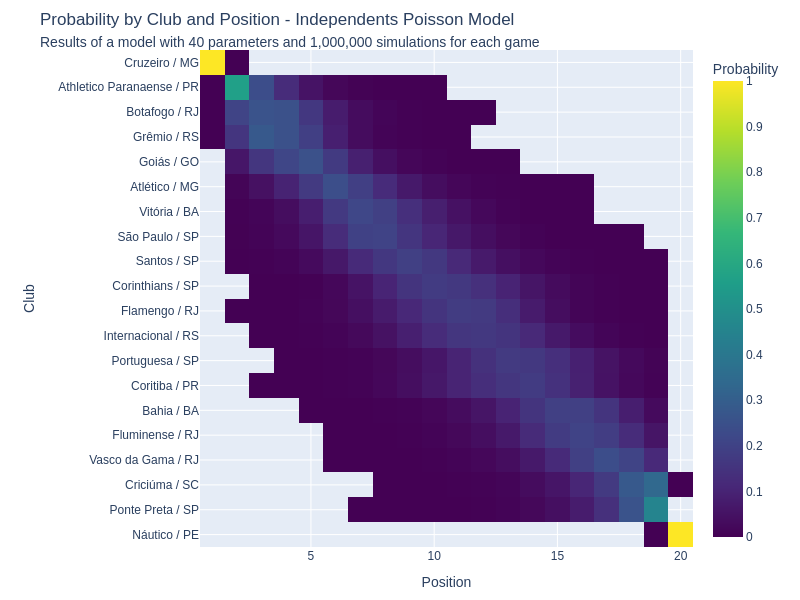 Probability by Club and Position - Independents Poisson Model
Results of a model with 40 parameters and 1,000,000 simulations for each game
Probability
Cruzeiro / MG
Athletico Paranaense / PR
Botafogo / RJ
Grêmio / RS
Goiás / GO
Atlético / MG
Vitória / BA
São Paulo / SP
Santos / SP
Corinthians / SP
Flamengo / RJ
Internacional / RS
Portuguesa / SP
Coritiba / PR
Bahia / BA
Fluminense / RJ
Vasco da Gama / RJ
Criciúma / SC
Ponte Preta / SP
Náutico / PE
Club
5
10
15
20
Position
1
0.9
0.8
0.7
0.6
0.5
0.4
0.3
0.2
0.1
0